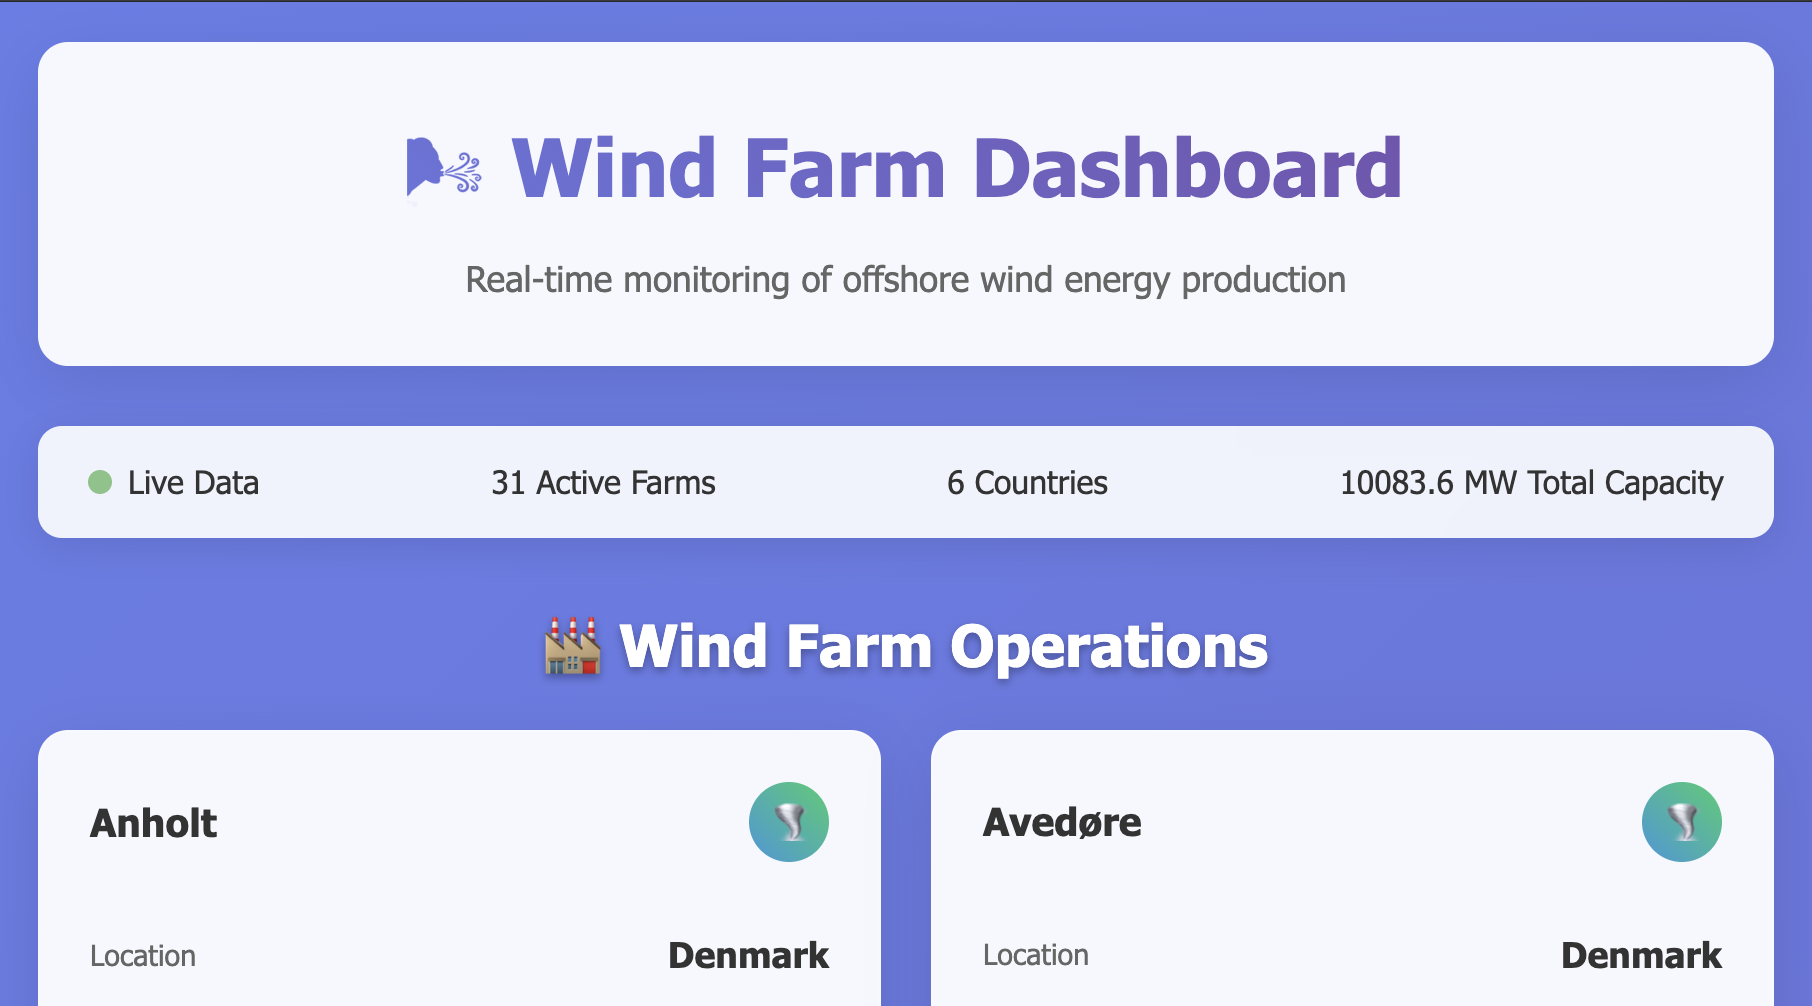 Wind Farm Dashboard
Real-time monitoring of offshore wind energy production
Live Data
31 Active Farms
6 Countries
10083.6 MW Total Capacity
Wind Farm Operations
Anholt
Location Denmark
Avedøre
Location Denmark